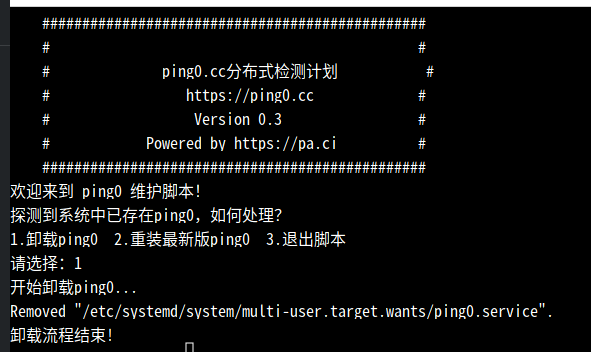 ################################################
#                                              #
#              ping0.cc分布式检测计划           #
#                 https://ping0.cc             #
#                  Version 0.3                 #
#            Powered by https://pa.ci          #
################################################
欢迎来到 ping0 维护脚本!
探测到系统中已存在ping0，如何处理?
1.卸载ping0  2.重装最新版ping0  3.退出脚本
请选择: 1
开始卸载ping0...
Removed "/etc/systemd/system/multi-user.target.wants/ping0.service".
卸载流程结束!